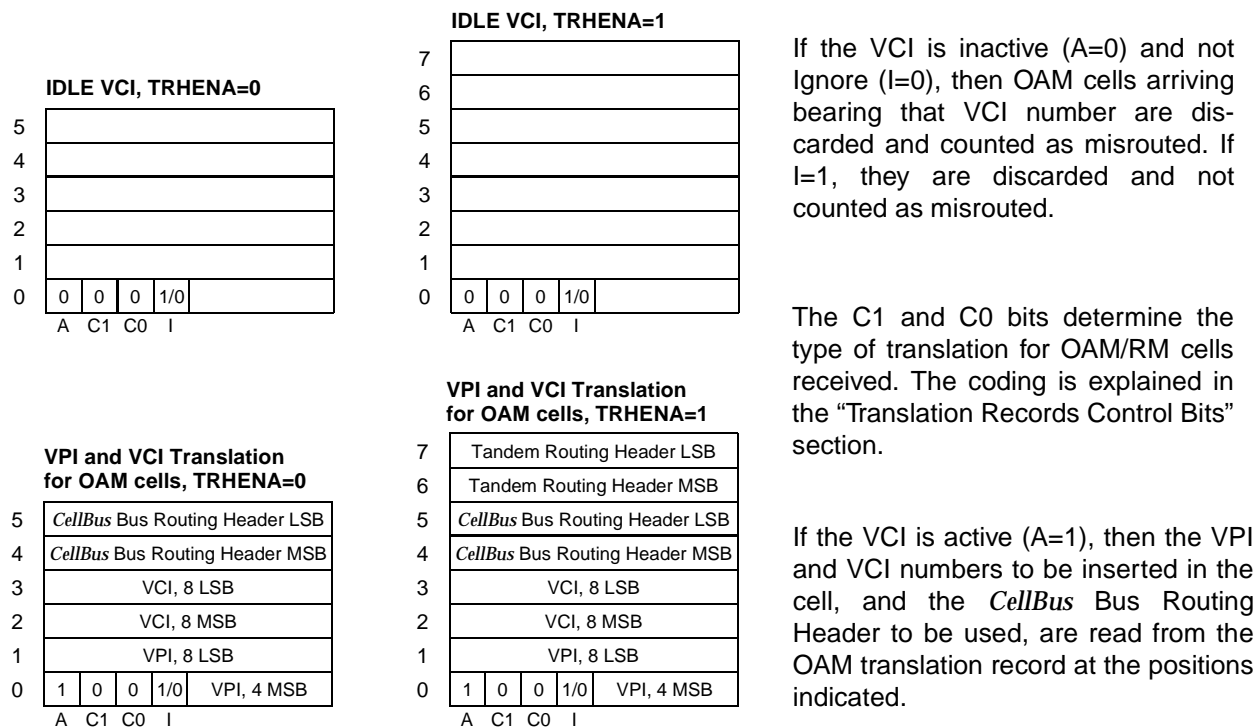 IDLE VCI, TRHENA=0
5
4
3
2
1
0 0 0 0 1/0
A C1 C0 I
IDLE VCI, TRHENA=1
7
6
5
4
3
2
1
0 0 0 0 1/0
A C1 C0 I
If the VCI is inactive (A=0) and not
Ignore (I=0), then OAM cells arriving
bearing that VCI number are dis-
carded and counted as misrouted. If
I=1, they are discarded and not
counted as misrouted.
The C1 and C0 bits determine the
type of translation for OAM/RM cells
received. The coding is explained in
the “Translation Records Control Bits”
section.
VPI and VCI Translation
for OAM cells, TRHENA=0
5 CellBus Bus Routing Header LSB
4 CellBus Bus Routing Header MSB
3 VCI, 8 LSB
2 VCI, 8 MSB
1 VPI, 8 LSB
0 1 0 0 1/0 VPI, 4 MSB
A C1 C0 I
VPI and VCI Translation
for OAM cells, TRHENA=1
7 Tandem Routing Header LSB
6 Tandem Routing Header MSB
5 CellBus Bus Routing Header LSB
4 CellBus Bus Routing Header MSB
3 VCI, 8 LSB
2 VCI, 8 MSB
1 VPI, 8 LSB
0 1 0 0 1/0 VPI, 4 MSB
A C1 C0 I
If the VCI is active (A=1), then the VPI
and VCI numbers to be inserted in the
cell, and the CellBus Bus Routing
Header to be used, are read from the
OAM translation record at the positions
indicated.